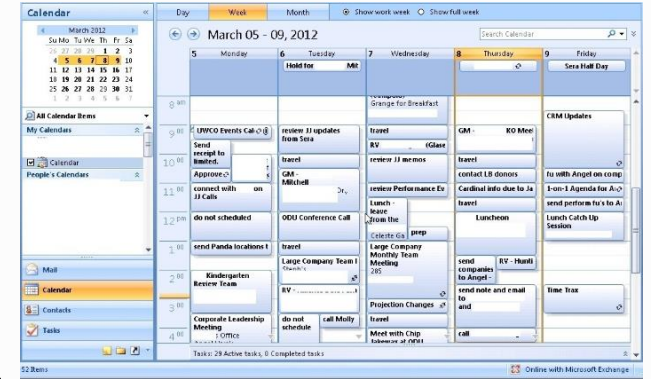 Calendar
«
March 2012
Su Mo Tu We Th Fr Sa
26 27 28 29 1 2 3
4 5 6 7 8 9 10
11 12 13 14 15 16 17
18 19 20 21 22 23 24
25 26 27 28 29 30 31
1 2 3 4 5 6 7
All Calendar Items
My Calendars
Calendar
People's Calendars
Mail
Calendar
Contacts
Tasks
52 Items
Day
Week
Month
Show work week
Show full week
March 05 - 09, 2012
Search Calendar
5 Monday
6 Tuesday
7 Wednesday
8 Thursday
9 Friday
Hold for Mit
Sera Half Day
8 am
9 00
10 00
11 00
12 pm
1 00
2 00
3 00
4 00
UWCO Events Cal
Send
receipt to
limited.
Approve
connect with on
JJ Calls
do not scheduled
send Panda locations t
Kindergarten
Review Team
Corporate Leadership
Meeting
Office
review JJ updates
from Sera
travel
GM -
Mitchell
Dr.,
ODU Conference Call
travel
Large Company Team I
RV -
do not
schedule
call Molly
Grange for Breakfast
travel
RV (Glase
review JJ memos
review Performance Ev
Lunch -
leave
from the
Celeste Ga
prep
Large Company
Monthly Team
Meeting
205
Projection Changes
travel
Meet with Chip
GM - KO Meel
travel
contact LB donors
Cardinal info due to Ja
travel
Luncheon
send
companies
to Angel -
RV - Hunti
send note and email
to
and
call
CRM Updates
fu with Angel on comp
1-on-1 Agenda for A
send perform fu's to A
Lunch Catch Up
Session
Time Trax
Tasks: 28 Active tasks, 0 Completed tasks
Online with Microsoft Exchange